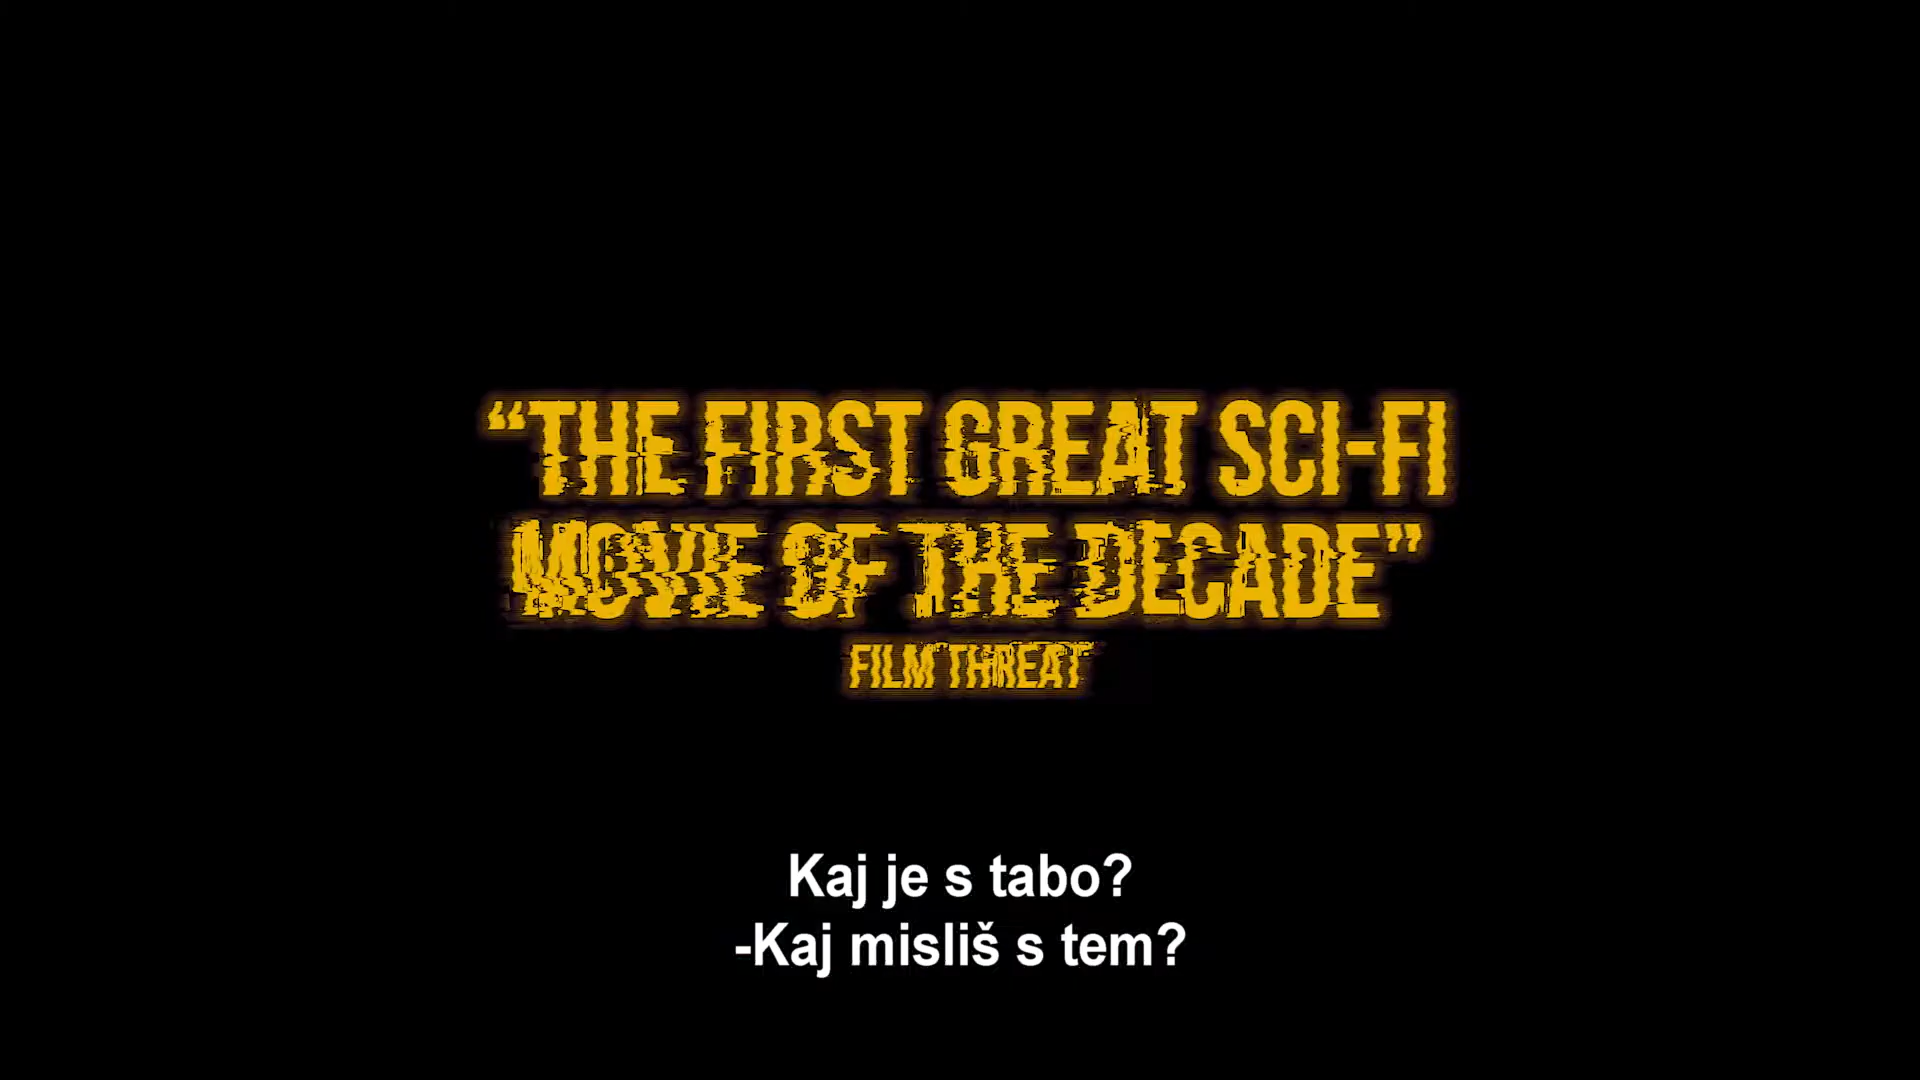 “THE FIRST GREAT SCI-FI
MOVIE OF THE DECADE”
FILM THREAT
Kaj je s tabo?
-Kaj misliš s tem?